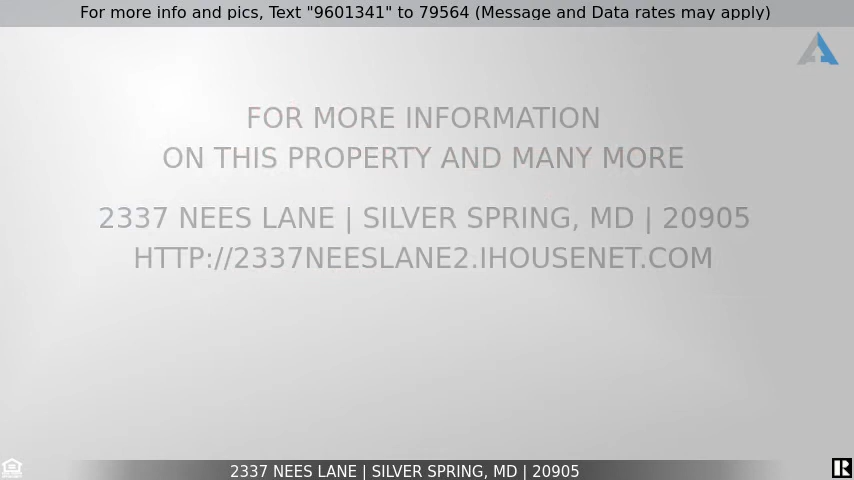 For more info and pics, Text "9601341" to 79564 (Message and Data rates may apply)
FOR MORE INFORMATION
ON THIS PROPERTY AND MANY MORE
2337 NEES LANE | SILVER SPRING, MD | 20905
HTTP://2337NEESLANE2.IHOUSENET.COM
2337 NEES LANE | SILVER SPRING, MD | 20905